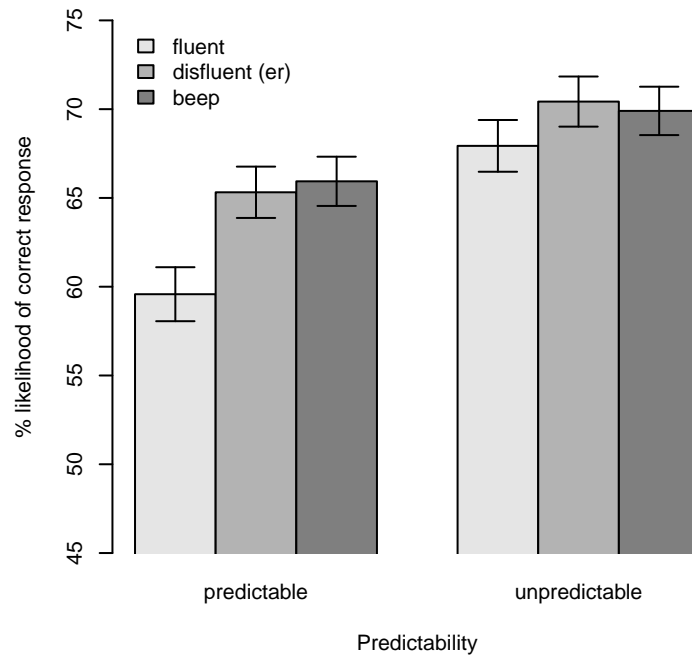 75
fluent
disfluent (er)
beep
70
65
60
55
50
45
% likelihood of correct response
predictable
unpredictable
Predictability